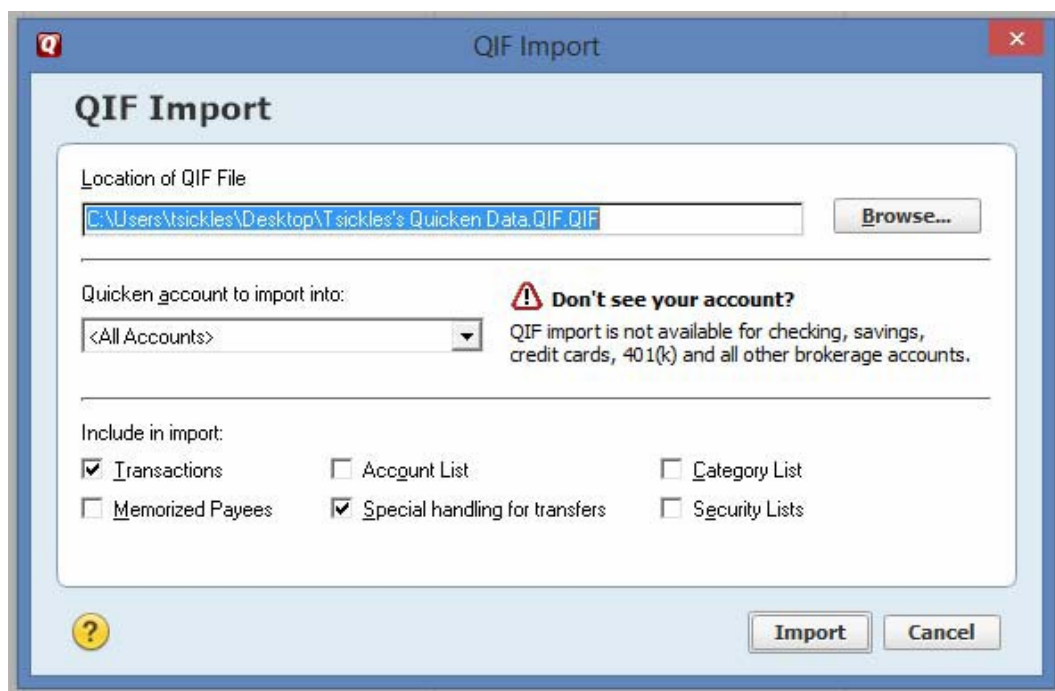 QIF Import
QIF Import
Location of QIF File
C:\Users\tsickles\Desktop\Tsickles's Quicken Data.QIF.QIF
Browse...
Quicken account to import into:
<All Accounts>
Don't see your account?
QIF import is not available for checking, savings,
credit cards, 401(k) and all other brokerage accounts.
Include in import:
Transactions
Account List
Category List
Memorized Payees
Special handling for transfers
Security Lists
?
Import
Cancel